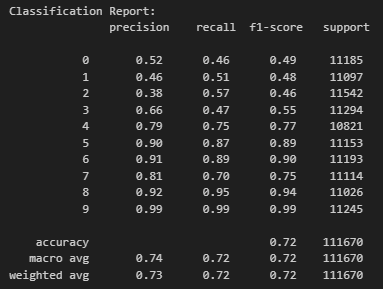 Classification Report:
precision recall f1-score support
0 0.52 0.46 0.49 11185
1 0.46 0.51 0.48 11097
2 0.38 0.57 0.46 11542
3 0.66 0.47 0.55 11294
4 0.79 0.75 0.77 10821
5 0.90 0.87 0.89 11153
6 0.91 0.89 0.90 11193
7 0.81 0.70 0.75 11114
8 0.92 0.95 0.94 11026
9 0.99 0.99 0.99 11245
accuracy 0.72 111670
macro avg 0.74 0.72 0.72 111670
weighted avg 0.73 0.72 0.72 111670